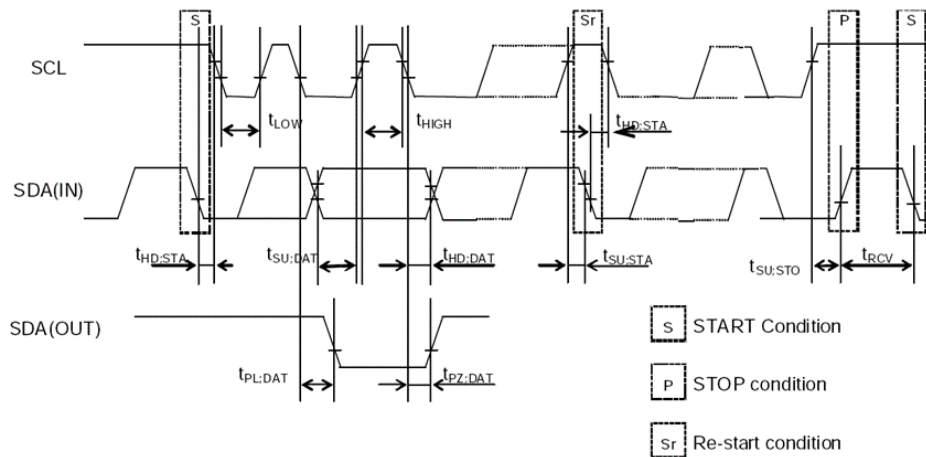 S Sr P S
SCL
tLOW tHIGH tHD;STA
SDA(IN)
tHD;STA tSU;DAT tHD;DAT tSU;STA tSU;STO tRCV
SDA(OUT)
tPL;DAT tPZ;DAT
S START Condition
P STOP condition
Sr Re-start condition